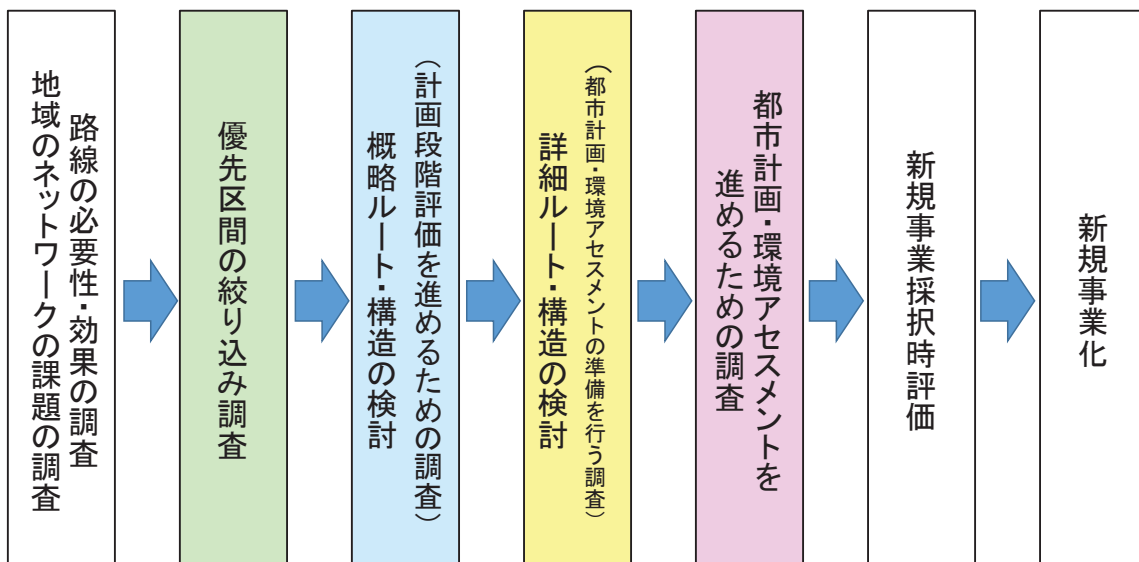 路線の必要性・効果の調査
地域のネットワークの課題の調査
優先区間の絞り込み調査
（計画段階評価を進めるための調査）
概略ルート・構造の検討
（都市計画・環境アセスメントの準備を行う調査）
詳細ルート・構造の検討
都市計画・環境アセスメントを
進めるための調査
新規事業採択時評価
新規事業化